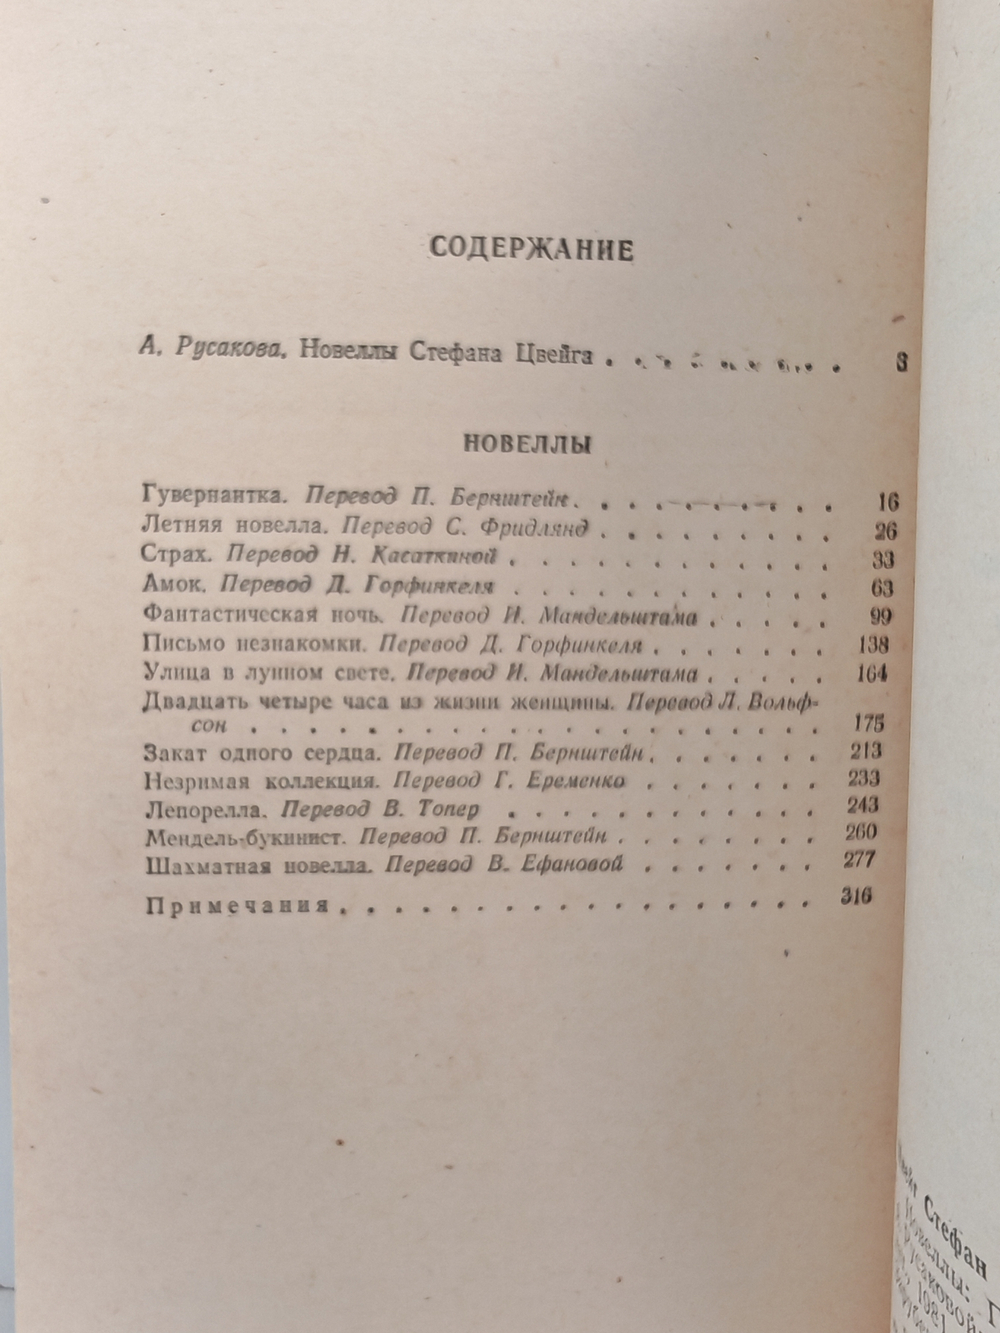 СОДЕРЖАНИЕ
А. Русакова. Новеллы Стефана Цвейга . . . . . . . . . 3
НОВЕЛЛЫ
Гувернантка. Перевод П. Бернштейн . . . . . . . . . 16
Летняя новелла. Перевод С. Фридлянд . . . . . . . . . 26
Страх. Перевод Н. Касаткиной . . . . . . . . . . . . 33
Амок. Перевод Д. Горфинкеля . . . . . . . . . . . . 63
Фантастическая ночь. Перевод И. Мандельштама . . . . . 99
Письмо незнакомки. Перевод Д. Горфинкеля . . . . . . . 138
Улица в лунном свете. Перевод И. Мандельштама . . . . . 164
Двадцать четыре часа из жизни женщины. Перевод Л. Вольф-
сон . . . . . . . . . . . . . . . . . . . . 175
Закат одного сердца. Перевод П. Бернштейн . . . . . . . 213
Незримая коллекция. Перевод Г. Еременко . . . . . . . 233
Лепорелла. Перевод В. Топер . . . . . . . . . . . . 243
Мендель-букинист. Перевод П. Бернштейн . . . . . . . . 260
Шахматная новелла. Перевод В. Ефановой . . . . . . . 277
Примечания . . . . . . . . . . . . . . . . . . 316
Стефан
Новеллы:
Русаковой
1981